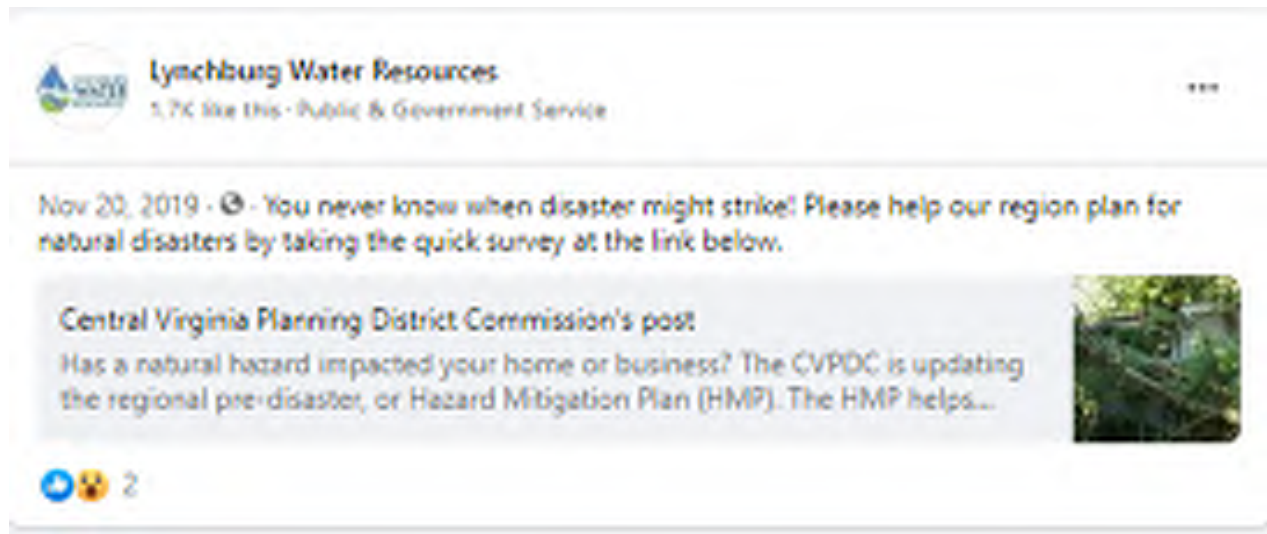 Lynchburg Water Resources
1.7K like this · Public & Government Service
Nov 20, 2019 · You never know when disaster might strike! Please help our region plan for
natural disasters by taking the quick survey at the link below.
Central Virginia Planning District Commission's post
Has a natural hazard impacted your home or business? The CVPDC is updating
the regional pre-disaster, or Hazard Mitigation Plan (HMP). The HMP helps...
2